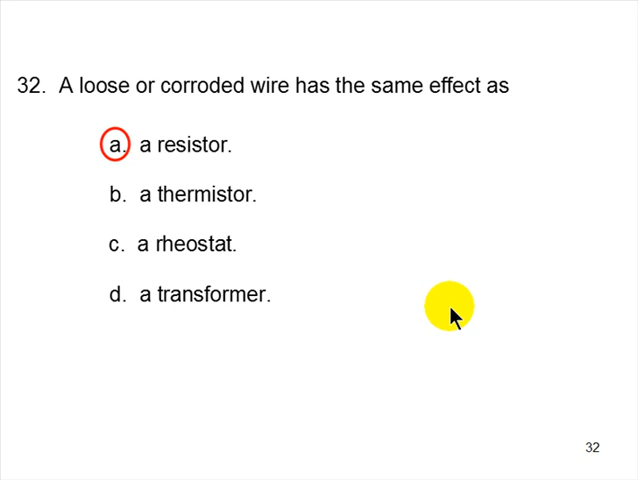 32. A loose or corroded wire has the same effect as
a. a resistor.
b. a thermistor.
c. a rheostat.
d. a transformer.
32